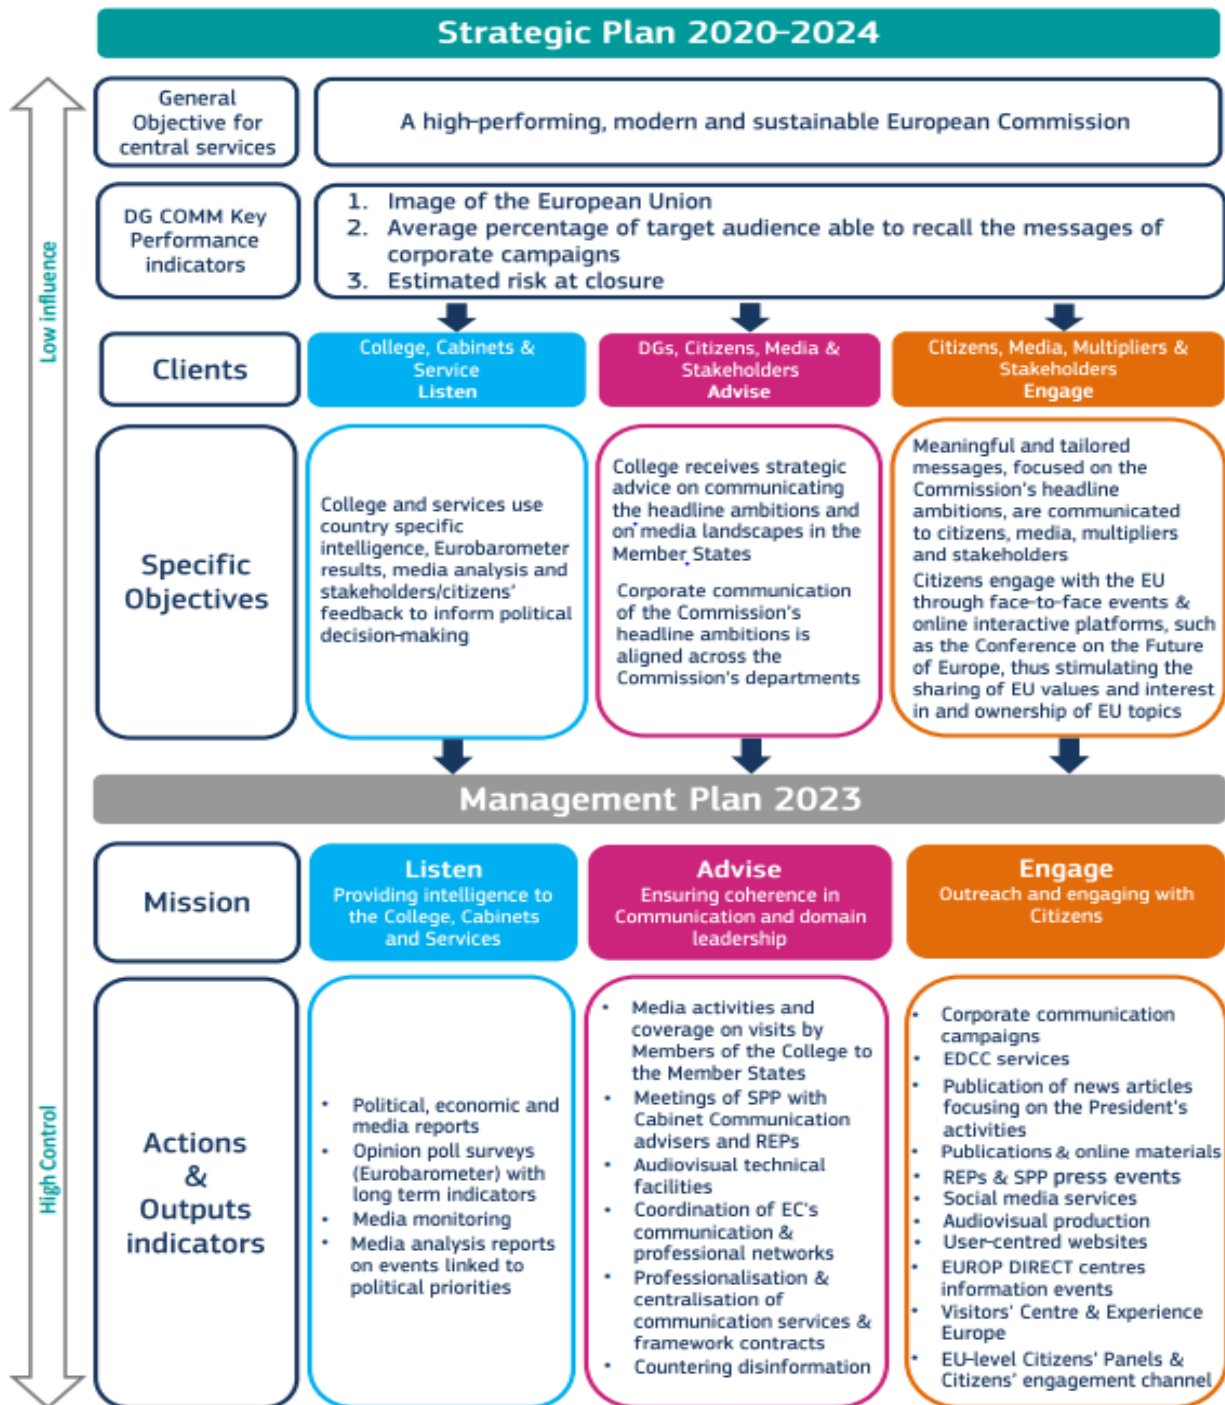 Strategic Plan 2020-2024
Low influence
High Control
General
Objective for
central services
A high-performing, modern and sustainable European Commission
DG COMM Key
Performance
indicators
1. Image of the European Union
2. Average percentage of target audience able to recall the messages of
corporate campaigns
3. Estimated risk at closure
Clients
College, Cabinets &
Service
Listen
DGs, Citizens, Media &
Stakeholders
Advise
Citizens, Media, Multipliers &
Stakeholders
Engage
Specific
Objectives
College and services use
country specific
intelligence, Eurobarometer
results, media analysis and
stakeholders/citizens'
feedback to inform political
decision-making
College receives strategic
advice on communicating
the headline ambitions and
on media landscapes in the
Member States
Corporate communication
of the Commission's
headline ambitions is
aligned across the
Commission's departments
Meaningful and tailored
messages, focused on the
Commission's headline
ambitions, are communicated
to citizens, media, multipliers
and stakeholders
Citizens engage with the EU
through face-to-face events &
online interactive platforms, such
as the Conference on the Future
of Europe, thus stimulating the
sharing of EU values and interest
in and ownership of EU topics
Management Plan 2023
Mission
Listen
Providing intelligence to
the College, Cabinets
and Services
Advise
Ensuring coherence in
Communication and domain
leadership
Engage
Outreach and engaging with
Citizens
Actions
&
Outputs
indicators
• Political, economic and
media reports
• Opinion poll surveys
(Eurobarometer) with
long term indicators
• Media monitoring
• Media analysis reports
on events linked to
political priorities
• Media activities and
coverage on visits by
Members of the College to
the Member States
• Meetings of SPP with
Cabinet Communication
advisers and REPs
• Audiovisual technical
facilities
• Coordination of EC's
communication &
professional networks
• Professionalisation &
centralisation of
communication services &
framework contracts
• Countering disinformation
• Corporate communication
campaigns
• EDCC services
• Publication of news articles
focusing on the President's
activities
• Publications & online materials
• REPs & SPP press events
• Social media services
• Audiovisual production
• User-centred websites
• EUROP DIRECT centres
information events
• Visitors' Centre & Experience
Europe
• EU-level Citizens' Panels &
Citizens' engagement channel